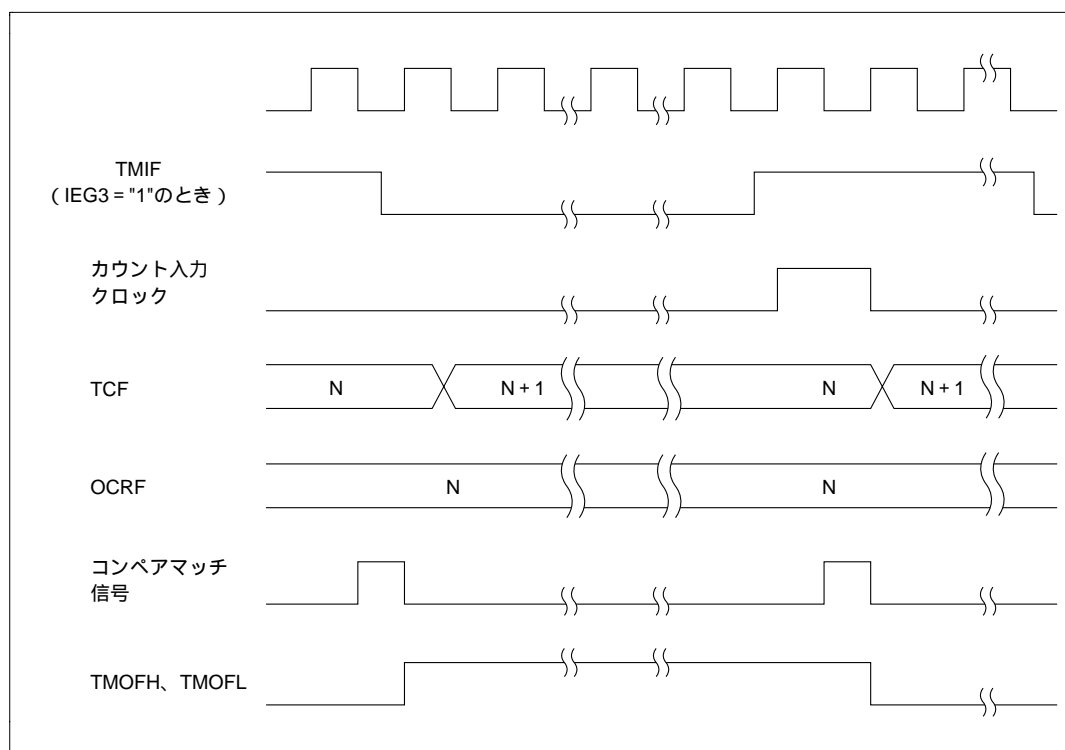 TMIF
( IEG3 = "1"のとき )
カウント入力
クロック
TCF
N
N + 1
N
N + 1
OCRF
N
N
コンペアマッチ
信号
TMOFH、TMOFL